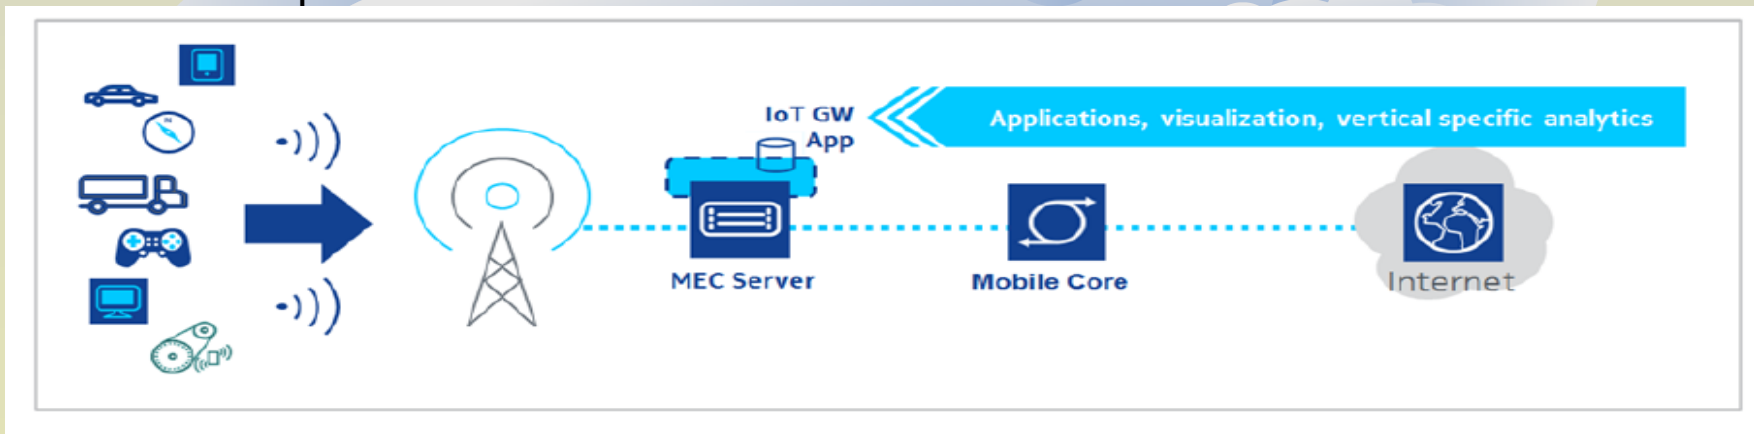 IoT GW
App
Applications, visualization, vertical specific analytics
MEC Server
Mobile Core
Internet